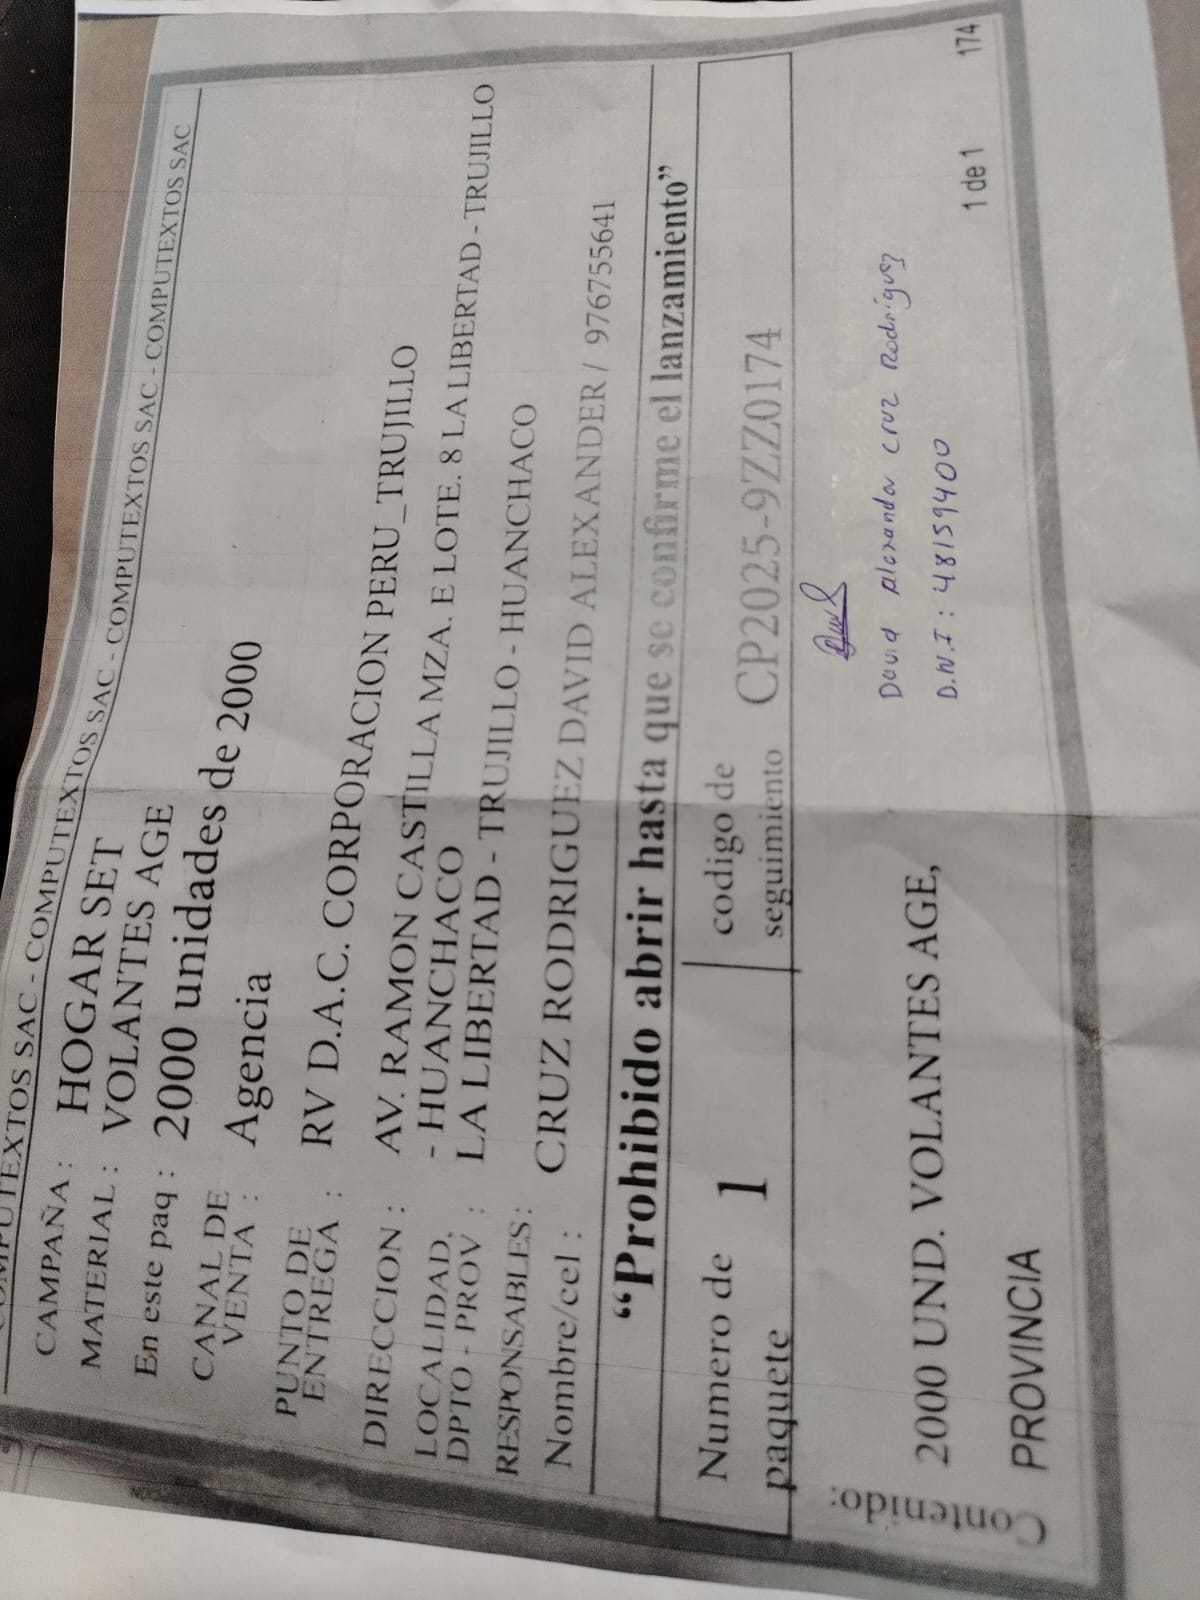 COMPUTEXTOS SAC - COMPUTEXTOS SAC - COMPUTEXTOS SAC - COMPUTEXTOS SAC - COMPUTEXTOS SAC
CAMPAÑA : HOGAR SET
MATERIAL : VOLANTES AGE
En este paq : 2000 unidades de 2000
CANAL DE VENTA : Agencia
PUNTO DE ENTREGA : RV D.A.C. CORPORACION PERU_TRUJILLO
DIRECCION : AV. RAMON CASTILLA MZA. E LOTE. 8 LA LIBERTAD - TRUJILLO
- HUANCHACO
LOCALIDAD, DPTO - PROV : LA LIBERTAD - TRUJILLO - HUANCHACO
RESPONSABLES :
Nombre/cel : CRUZ RODRIGUEZ DAVID ALEXANDER / 976755641
“Prohibido abrir hasta que se confirme el lanzamiento”
Numero de paquete 1
codigo de seguimiento CP2025-9ZZ0174
Contenido:
2000 UND. VOLANTES AGE,
David Alexander Cruz Rodríguez
D.N.I : 48159400
PROVINCIA
1 de 1 174